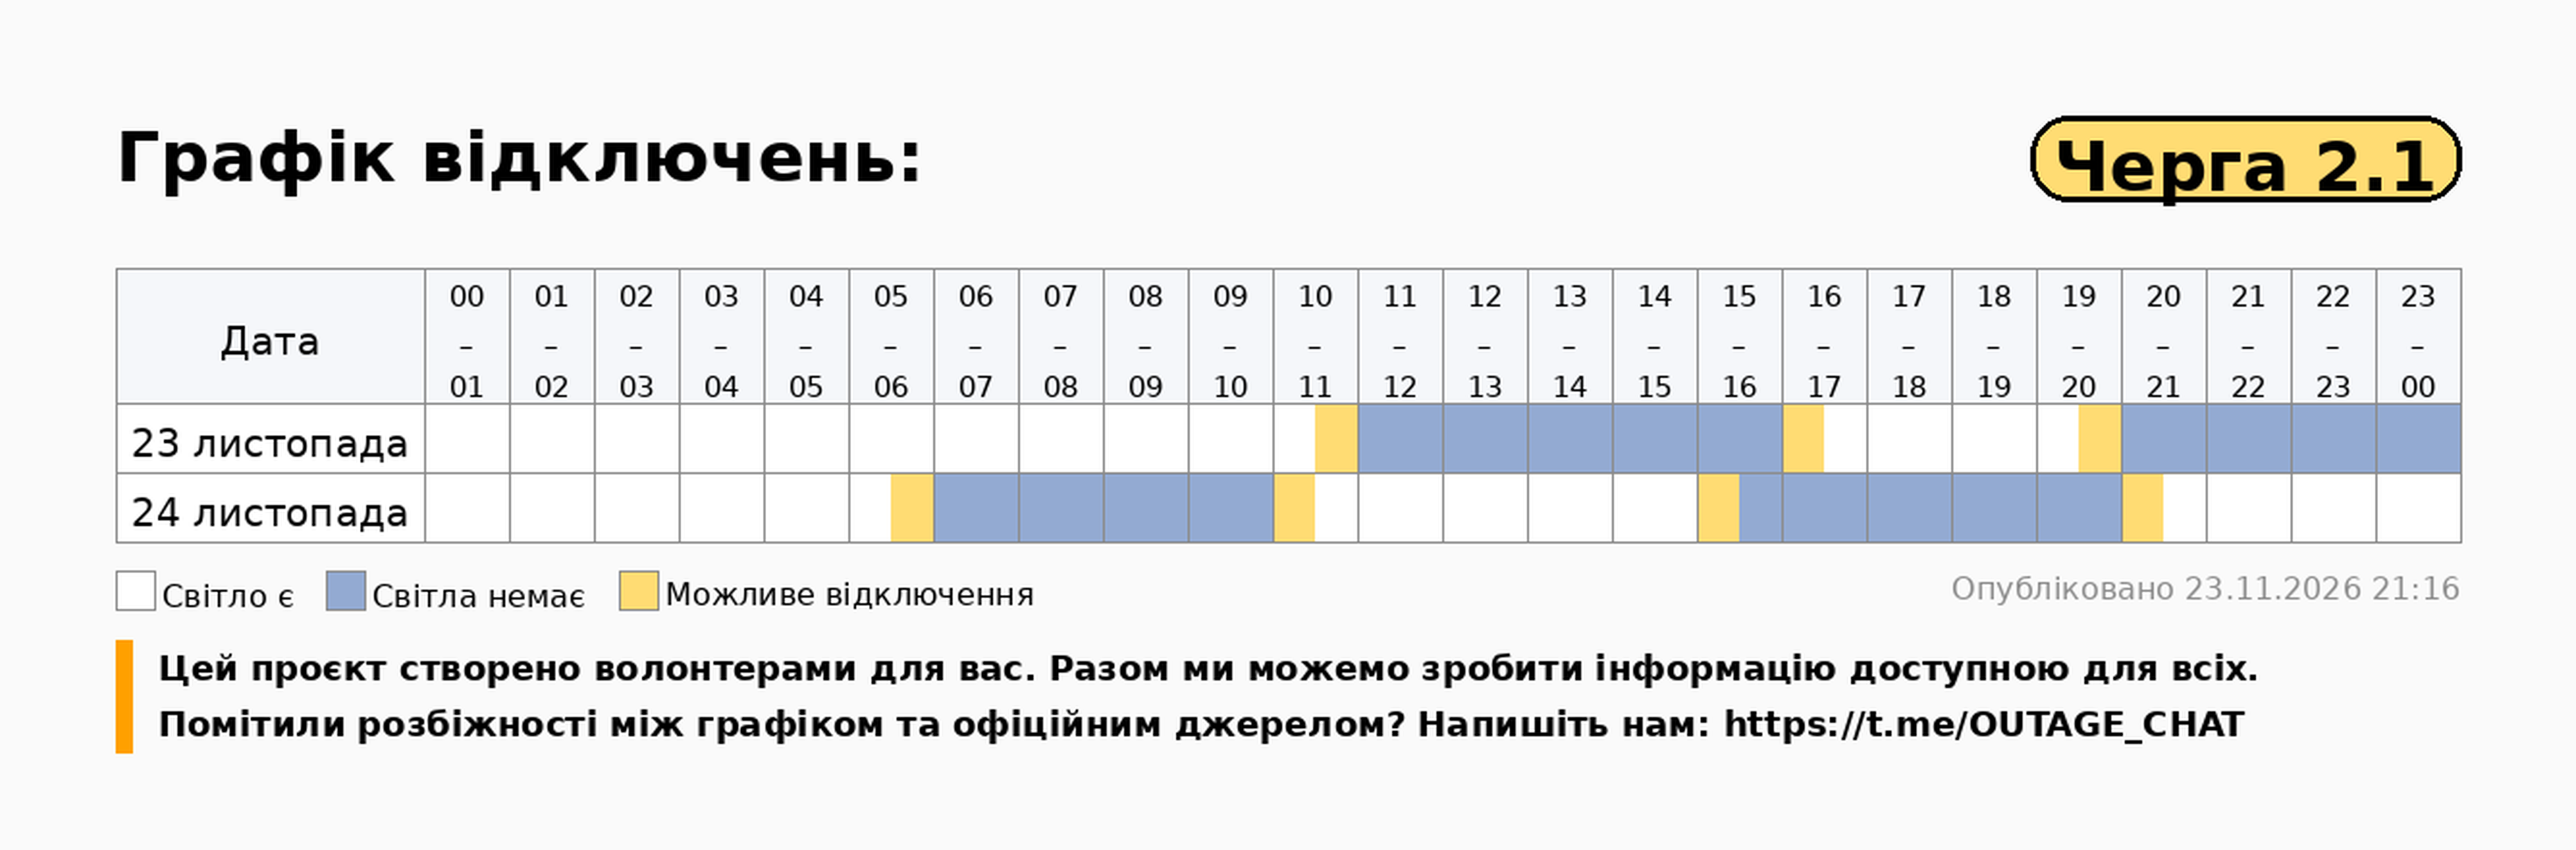 Графік відключень:
Черга 2.1
Дата
00 – 01
01 – 02
02 – 03
03 – 04
04 – 05
05 – 06
06 – 07
07 – 08
08 – 09
09 – 10
10 – 11
11 – 12
12 – 13
13 – 14
14 – 15
15 – 16
16 – 17
17 – 18
18 – 19
19 – 20
20 – 21
21 – 22
22 – 23
23 – 00
23 листопада
24 листопада
Світло є
Світла немає
Можливе відключення
Опубліковано 23.11.2026 21:16
Цей проєкт створено волонтерами для вас. Разом ми можемо зробити інформацію доступною для всіх.
Помітили розбіжності між графіком та офіційним джерелом? Напишіть нам: https://t.me/OUTAGE_CHAT